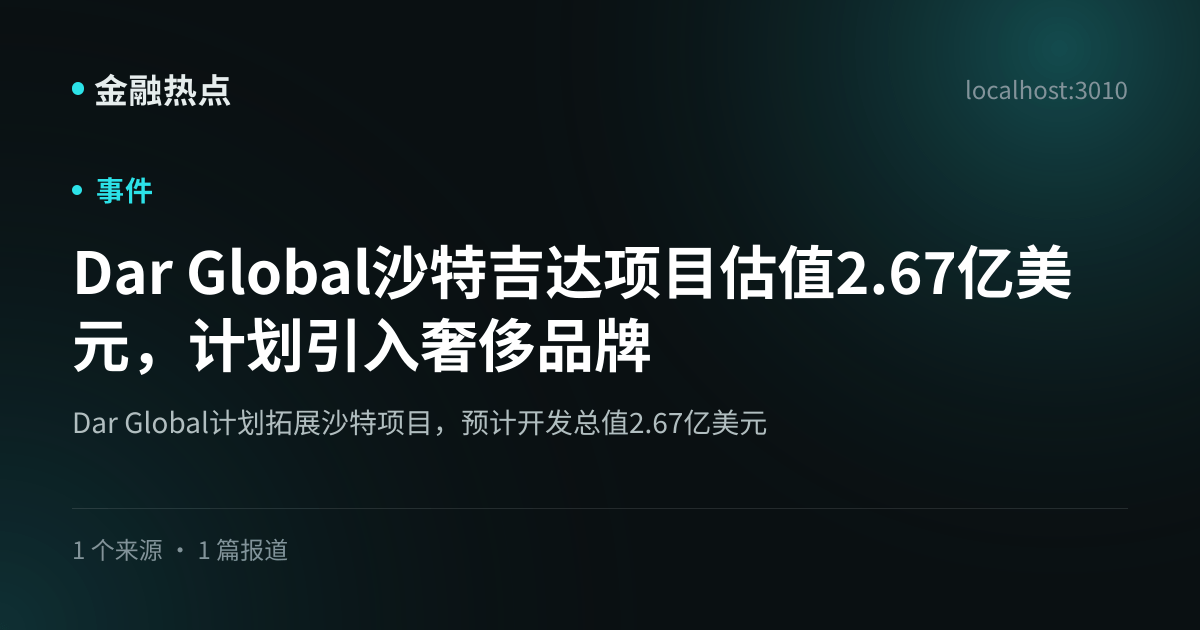 金融热点
localhost:3010
事件
Dar Global沙特吉达项目估值2.67亿美
元，计划引入奢侈品牌
Dar Global计划拓展沙特项目，预计开发总值2.67亿美元
1 个来源 · 1 篇报道